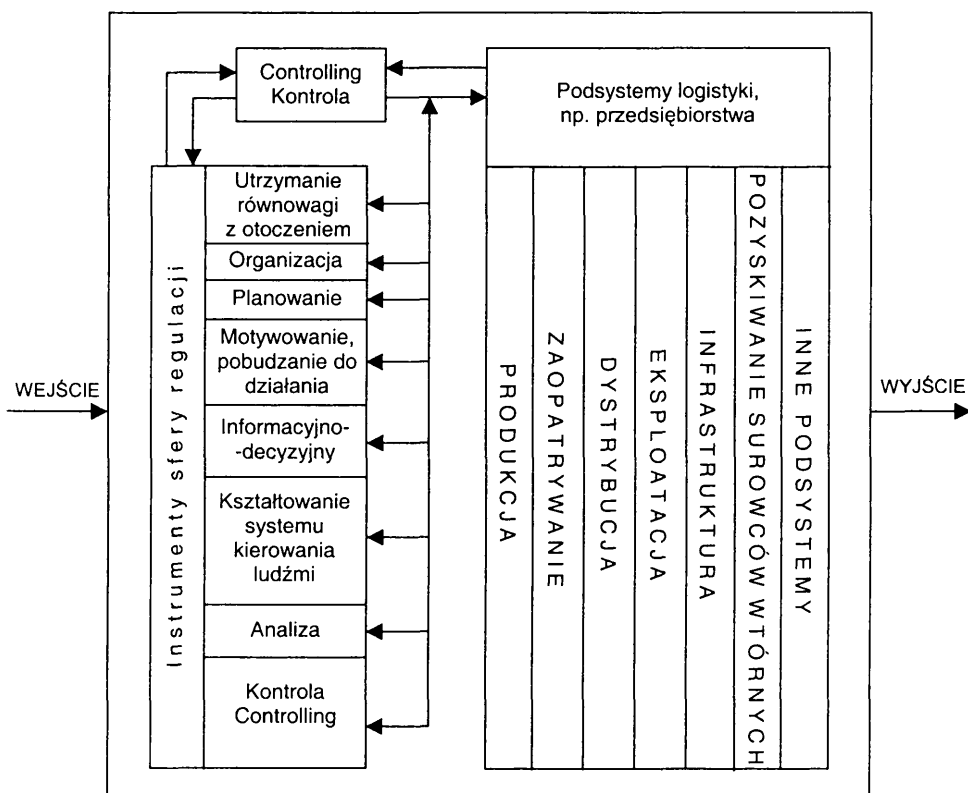 Controlling
Kontrola
Podsystemy logistyki,
np. przedsiębiorstwa
WEJŚCIE
Instrumenty sfery regulacji
Utrzymanie
równowagi
z otoczeniem
Organizacja
Planowanie
Motywowanie,
pobudzanie do
działania
Informacyjno-
-decyzyjny
Kształtowanie
systemu
kierowania
ludźmi
Analiza
Kontrola
Controlling
PRODUKCJA
ZAOPATRYWANIE
DYSTRYBUCJA
EKSPLOATACJA
INFRASTRUKTURA
POZYSKIWANIE SUROWCÓW WTÓRNYCH
INNE PODSYSTEMY
WYJŚCIE